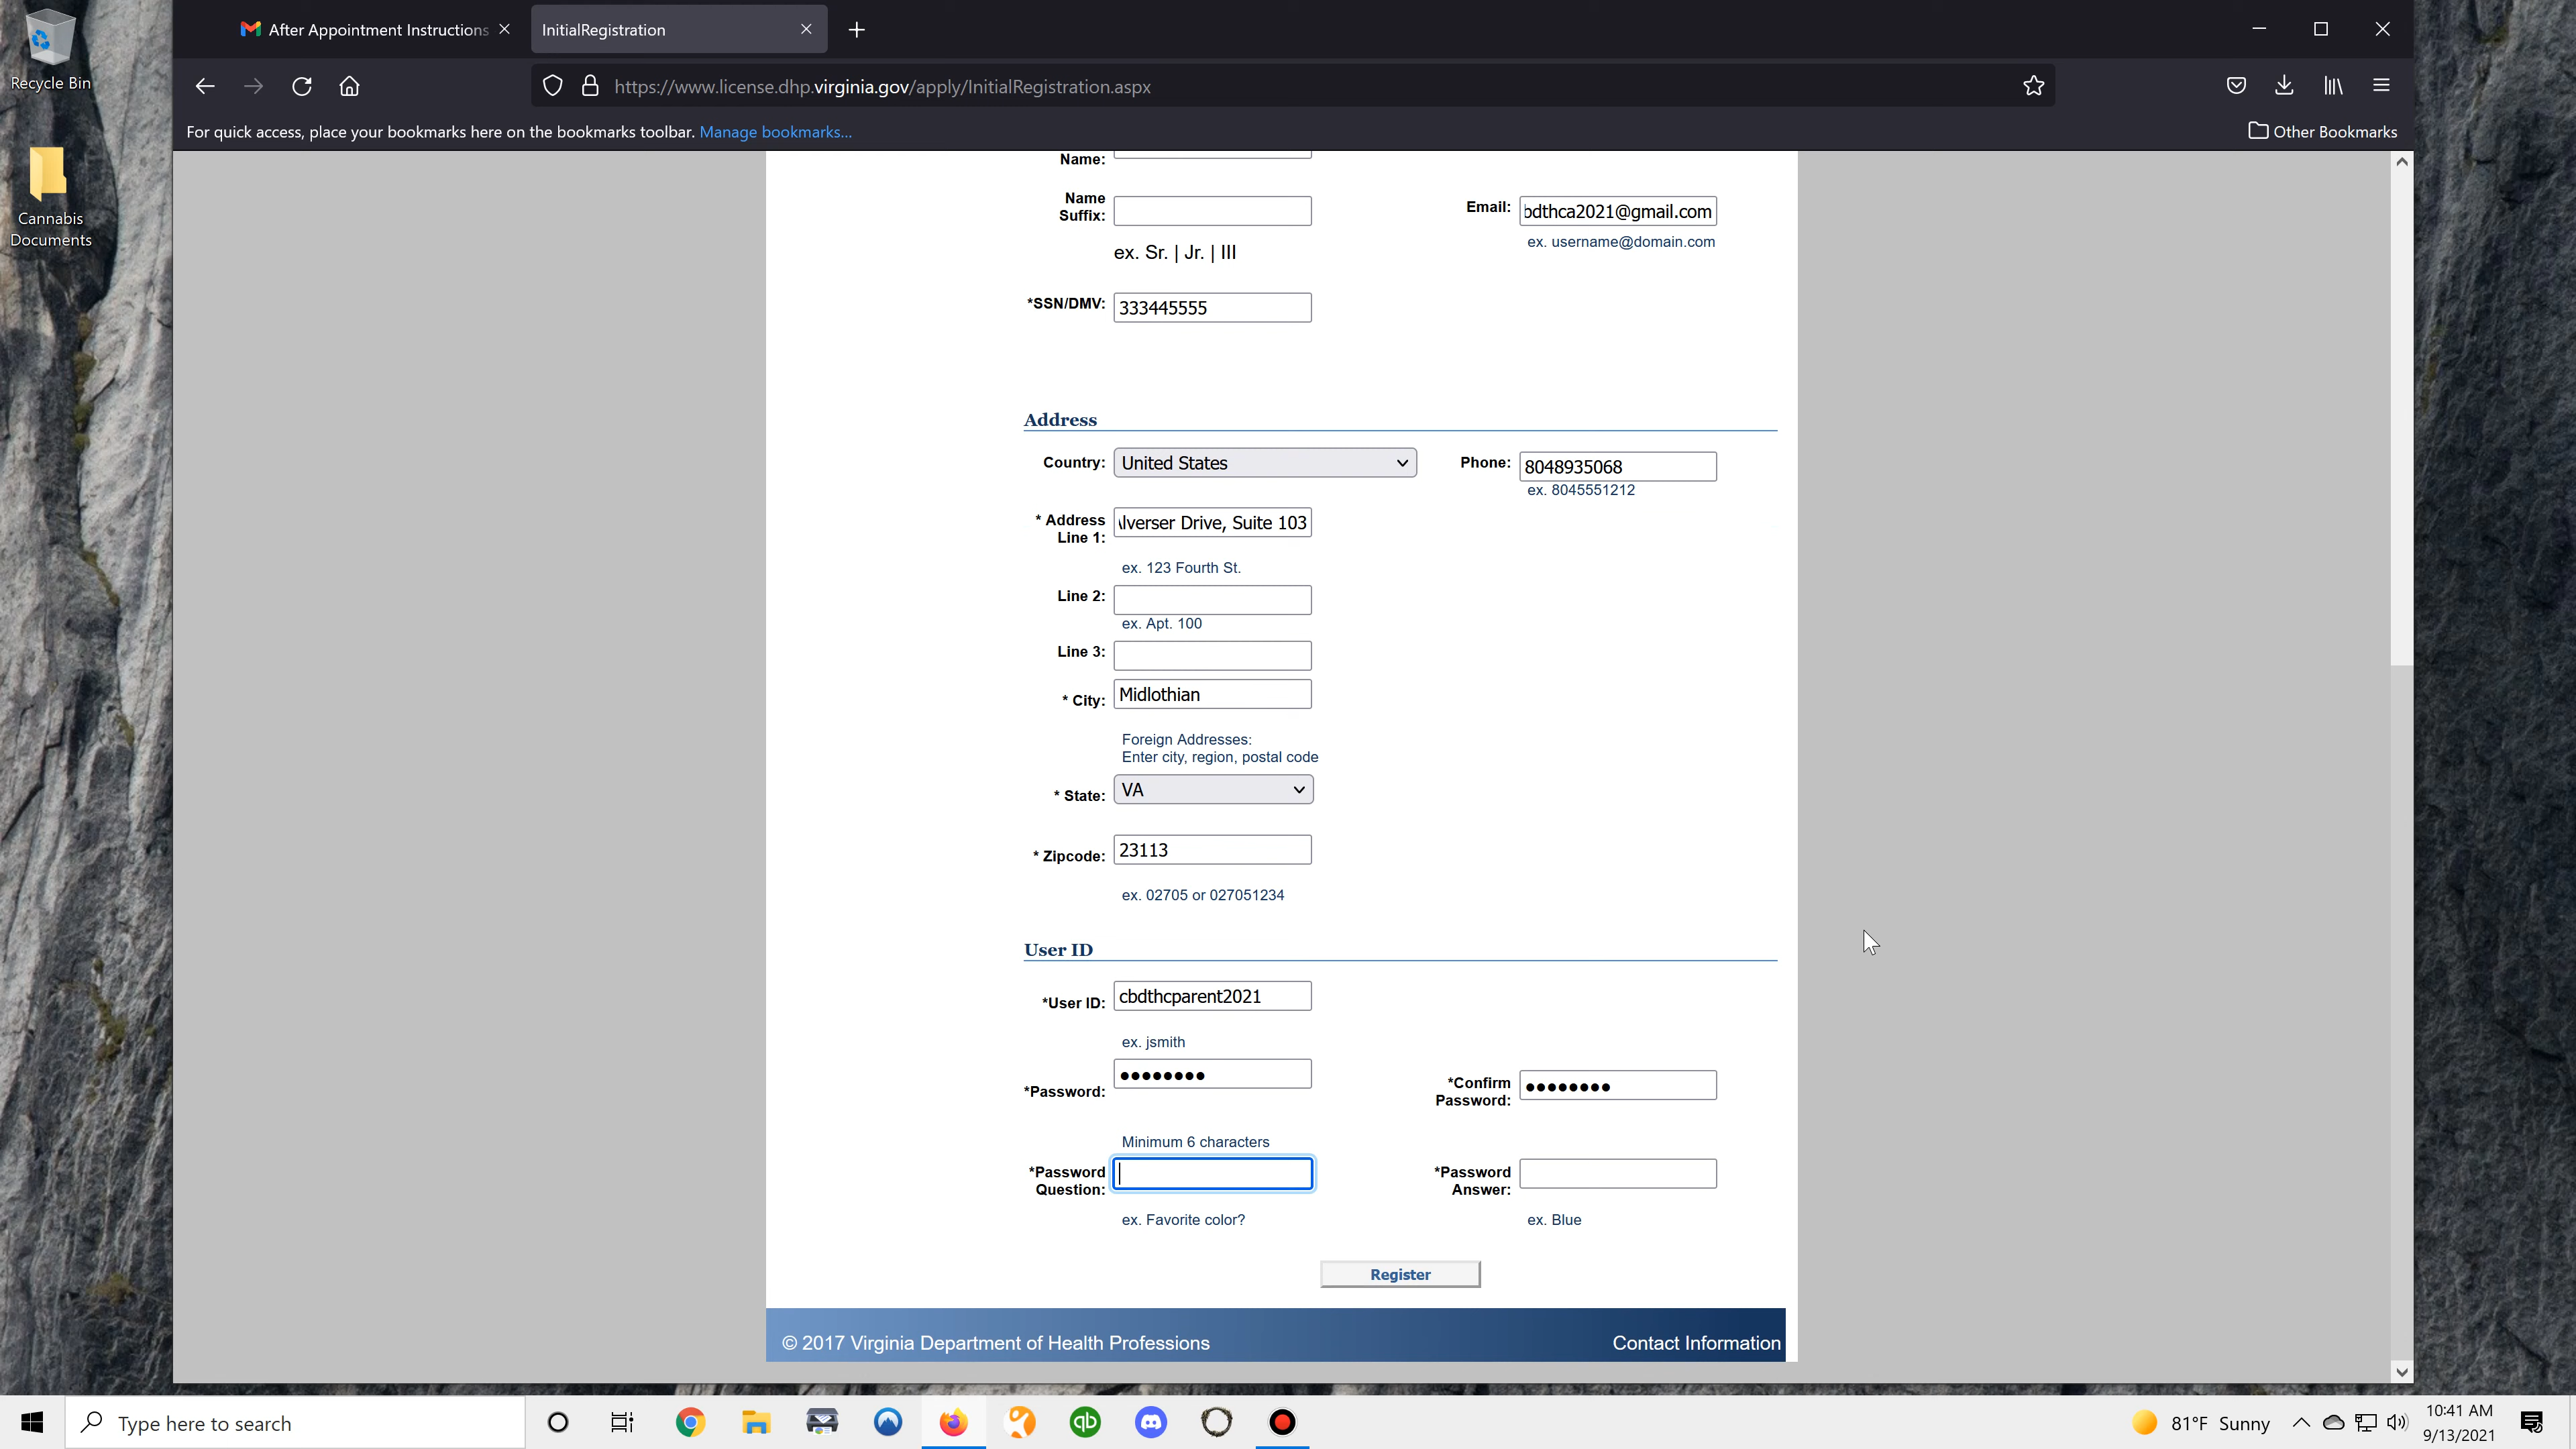 Recycle Bin
Cannabis
Documents
After Appointment Instructions
InitialRegistration
https://www.license.dhp.virginia.gov/apply/InitialRegistration.aspx
For quick access, place your bookmarks here on the bookmarks toolbar. Manage bookmarks...
Other Bookmarks
Name:
Name
Suffix:
ex. Sr. | Jr. | III
Email: bdthca2021@gmail.com
ex. username@domain.com
*SSN/DMV: 333445555
Address
Country: United States
Phone: 8048935068
ex. 8045551212
* Address
Line 1:
lverser Drive, Suite 103
ex. 123 Fourth St.
Line 2:
ex. Apt. 100
Line 3:
* City: Midlothian
Foreign Addresses:
Enter city, region, postal code
* State: VA
* Zipcode: 23113
ex. 02705 or 027051234
User ID
*User ID: cbdthcparent2021
ex. jsmith
*Password: ●●●●●●●●
*Confirm
Password:
●●●●●●●●
Minimum 6 characters
*Password
Question:
*Password
Answer:
ex. Favorite color?
ex. Blue
Register
© 2017 Virginia Department of Health Professions
Contact Information
Type here to search
qb
81°F Sunny
10:41 AM
9/13/2021